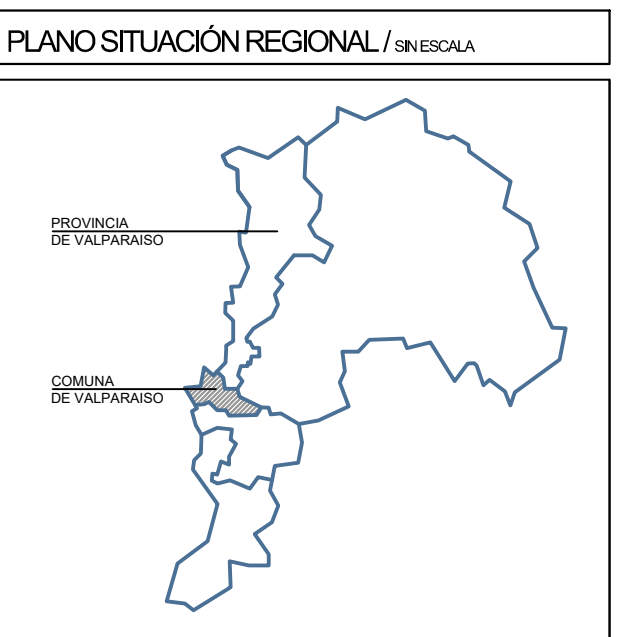 PLANO SITUACIÓN REGIONAL / SIN ESCALA
PROVINCIA
DE VALPARAISO
COMUNA
DE VALPARAISO